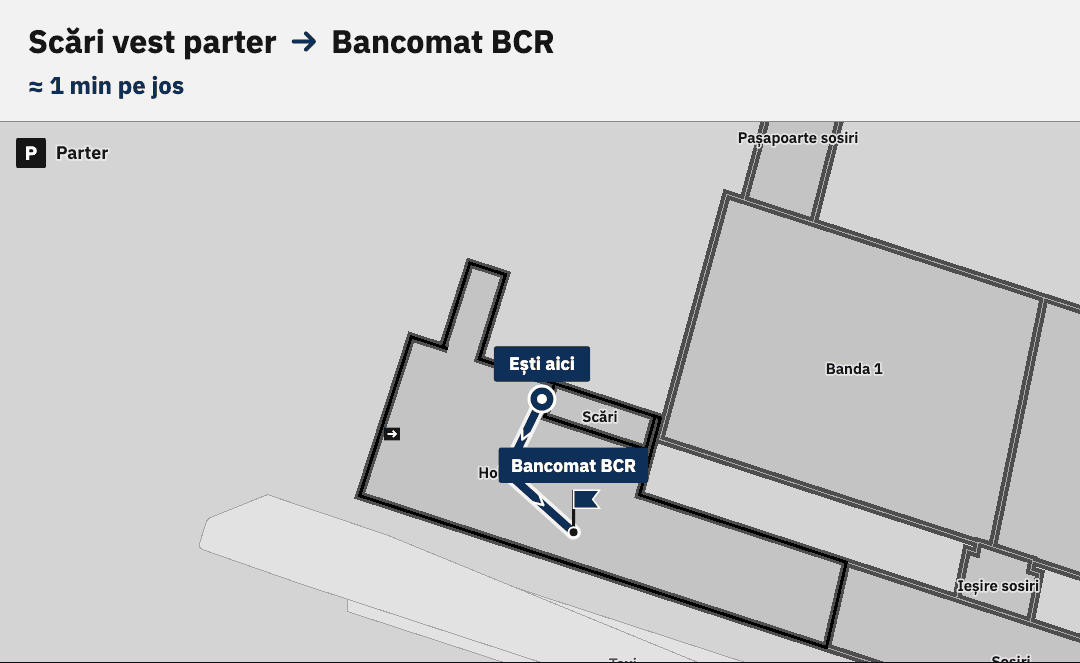 Scări vest parter → Bancomat BCR
≈ 1 min pe jos
P Parter
Pașapoarte sosiri
Ești aici
Banda 1
Scări
Bancomat BCR
Ieșire sosiri
Sosiri